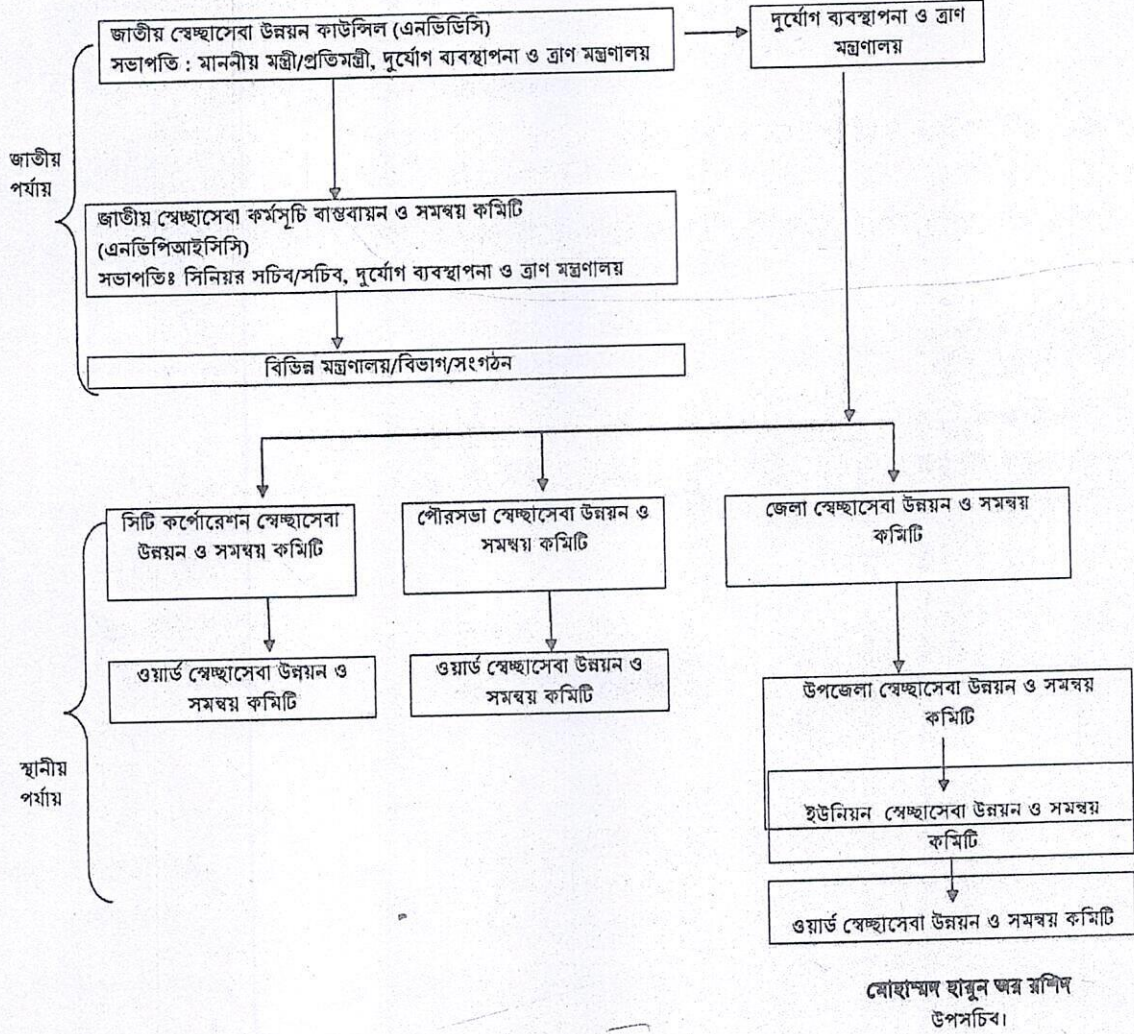 জাতীয় স্বেচ্ছাসেবা উন্নয়ন কাউন্সিল (এনভিডিসি)
সভাপতি : মাননীয় মন্ত্রী/প্রতিমন্ত্রী, দুর্যোগ ব্যবস্থাপনা ও ত্রাণ মন্ত্রণালয়
দুর্যোগ ব্যবস্থাপনা ও ত্রাণ
মন্ত্রণালয়
জাতীয়
পর্যায়
জাতীয় স্বেচ্ছাসেবা কর্মসূচি বাস্তবায়ন ও সমন্বয় কমিটি
(এনভিপিআইসিসি)
সভাপতিঃ সিনিয়র সচিব/সচিব, দুর্যোগ ব্যবস্থাপনা ও ত্রাণ মন্ত্রণালয়
বিভিন্ন মন্ত্রণালয়/বিভাগ/সংগঠন
সিটি কর্পোরেশন স্বেচ্ছাসেবা
উন্নয়ন ও সমন্বয় কমিটি
পৌরসভা স্বেচ্ছাসেবা উন্নয়ন ও
সমন্বয় কমিটি
জেলা স্বেচ্ছাসেবা উন্নয়ন ও সমন্বয়
কমিটি
ওয়ার্ড স্বেচ্ছাসেবা উন্নয়ন ও
সমন্বয় কমিটি
ওয়ার্ড স্বেচ্ছাসেবা উন্নয়ন ও
সমন্বয় কমিটি
উপজেলা স্বেচ্ছাসেবা উন্নয়ন ও সমন্বয়
কমিটি
স্থানীয়
পর্যায়
ইউনিয়ন স্বেচ্ছাসেবা উন্নয়ন ও সমন্বয়
কমিটি
ওয়ার্ড স্বেচ্ছাসেবা উন্নয়ন ও সমন্বয় কমিটি
মোহাম্মদ হারুন অর রশিদ
উপসচিব।